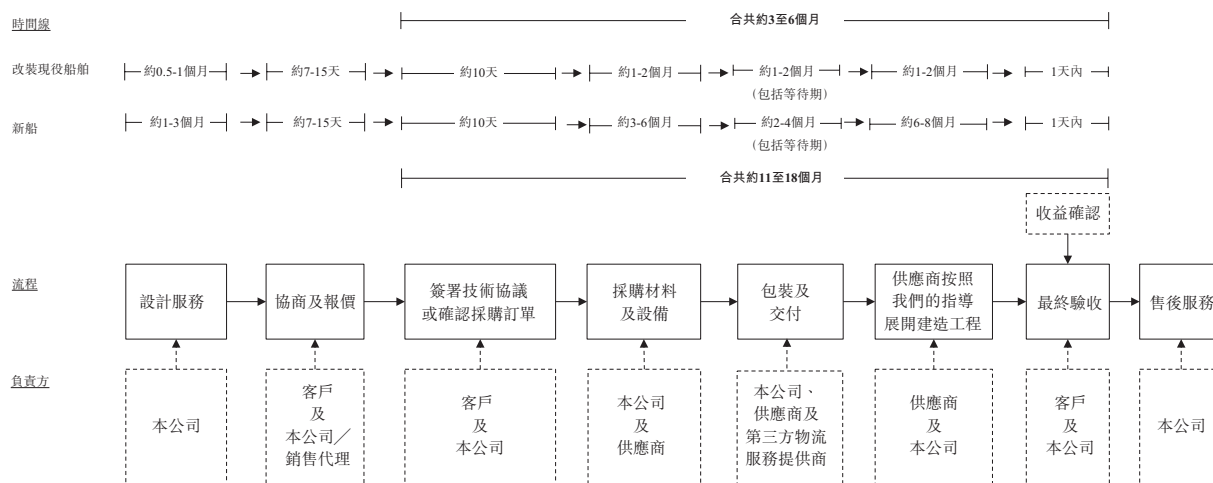 時間線
合共約3至6個月
改裝現役船舶
約0.5-1個月
約7-15天
約10天
約1-2個月
約1-2個月
(包括等待期)
約1-2個月
1天內
新船
約1-3個月
約7-15天
約10天
約3-6個月
約2-4個月
(包括等待期)
約6-8個月
1天內
合共約11至18個月
收益確認
流程
設計服務
協商及報價
簽署技術協議
或確認採購訂單
採購材料
及設備
包裝及
交付
供應商按照
我們的指導
展開建造工程
最終驗收
售後服務
負責方
本公司
客戶
及
本公司／
銷售代理
客戶
及
本公司
本公司
及
供應商
本公司、
供應商及
第三方物流
服務提供商
供應商
及
本公司
客戶
及
本公司
本公司